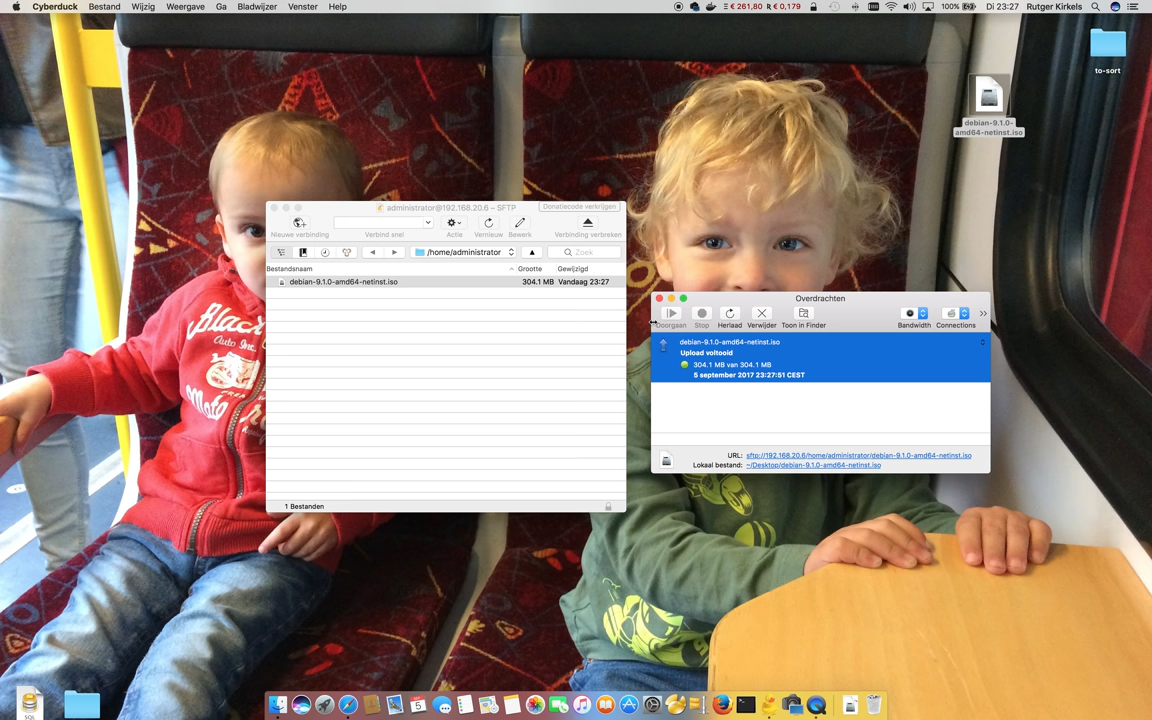 Cyberduck Bestand Wijzig Weergave Ga Bladwijzer Venster Help
€ 261,80 € 0,179 100% Di 23:27 Rutger Kirkels
to-sort
debian-9.1.0-
amd64-netinst.iso
administrator@192.168.20.6 – SFTP
Donatiecode verkrijgen
Nieuwe verbinding Verbind snel Actie Vernieuw Bewerk Verbinding verbreken
/home/administrator Zoek
Bestandsnaam Grootte Gewijzigd
debian-9.1.0-amd64-netinst.iso 304.1 MB Vandaag 23:27
1 Bestanden
Overdrachten
Doorgaan Stop Herlaad Verwijder Toon in Finder Bandwidth Connections
debian-9.1.0-amd64-netinst.iso
Upload voltooid
304.1 MB van 304.1 MB
5 september 2017 23:27:51 CEST
URL: sftp://192.168.20.6/home/administrator/debian-9.1.0-amd64-netinst.iso
Lokaal bestand: ~/Desktop/debian-9.1.0-amd64-netinst.iso
Black
Auto Inc.
Moto
SQL
5